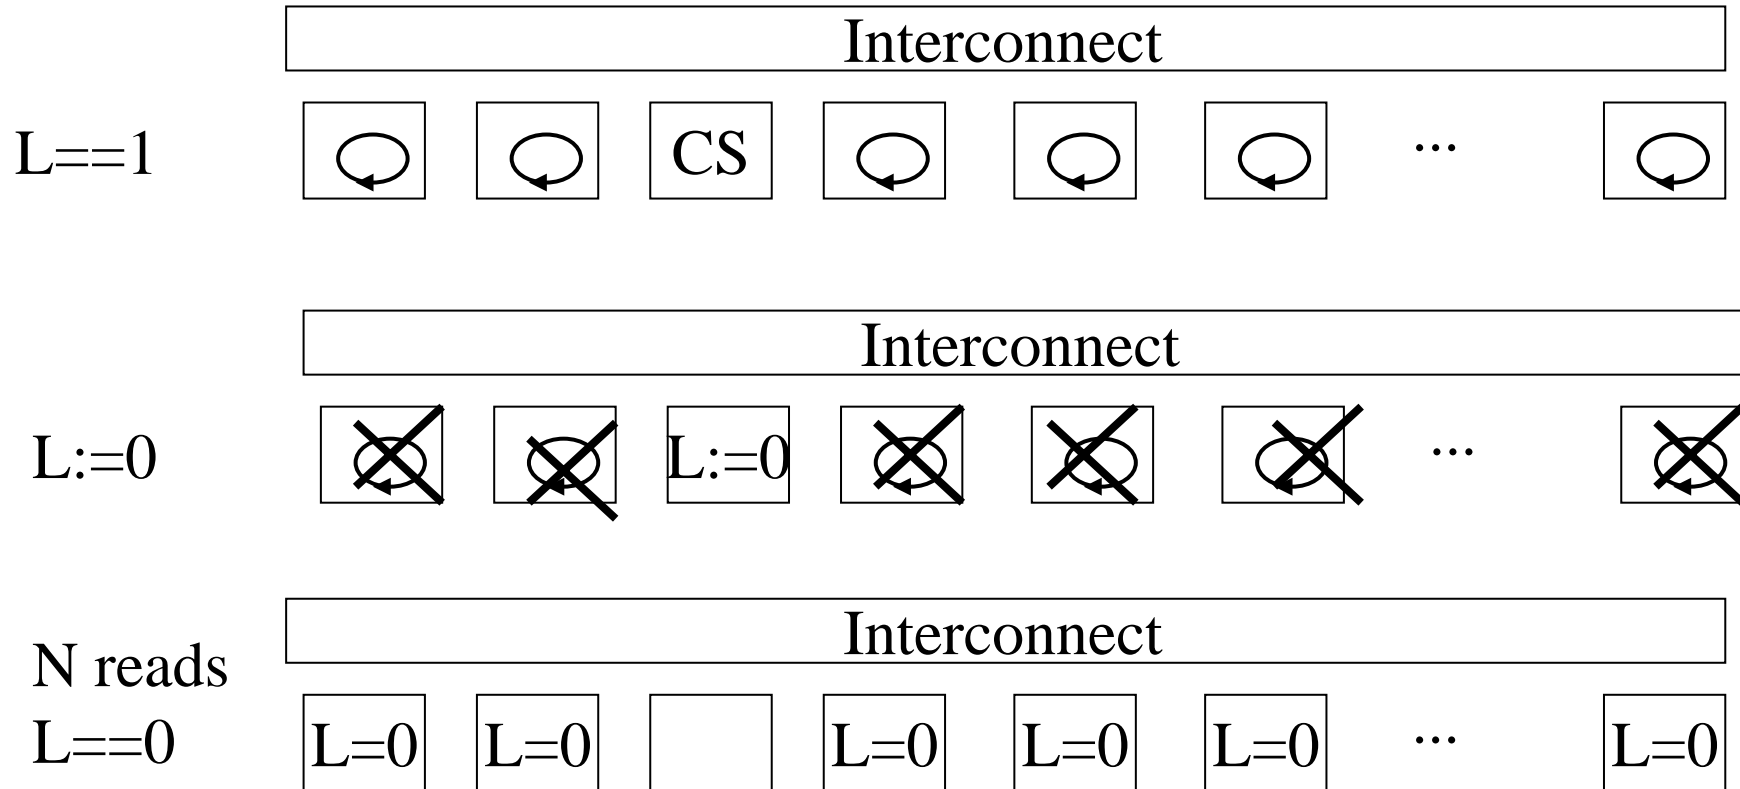 Interconnect
L==1
CS
...
Interconnect
L:=0
L:=0
...
Interconnect
N reads
L==0
L=0 L=0 L=0 L=0 L=0 ... L=0